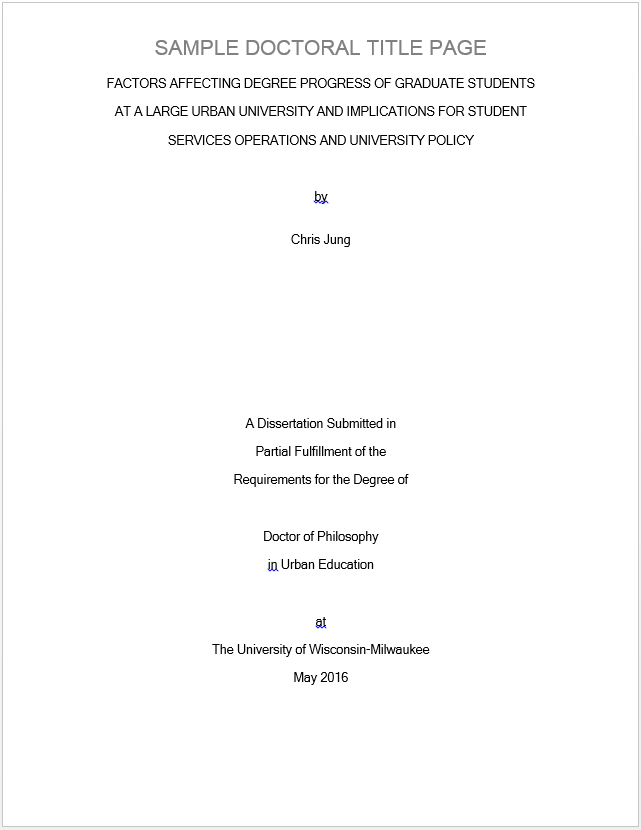 SAMPLE DOCTORAL TITLE PAGE
FACTORS AFFECTING DEGREE PROGRESS OF GRADUATE STUDENTS
AT A LARGE URBAN UNIVERSITY AND IMPLICATIONS FOR STUDENT
SERVICES OPERATIONS AND UNIVERSITY POLICY
by
Chris Jung
A Dissertation Submitted in
Partial Fulfillment of the
Requirements for the Degree of
Doctor of Philosophy
in Urban Education
at
The University of Wisconsin-Milwaukee
May 2016